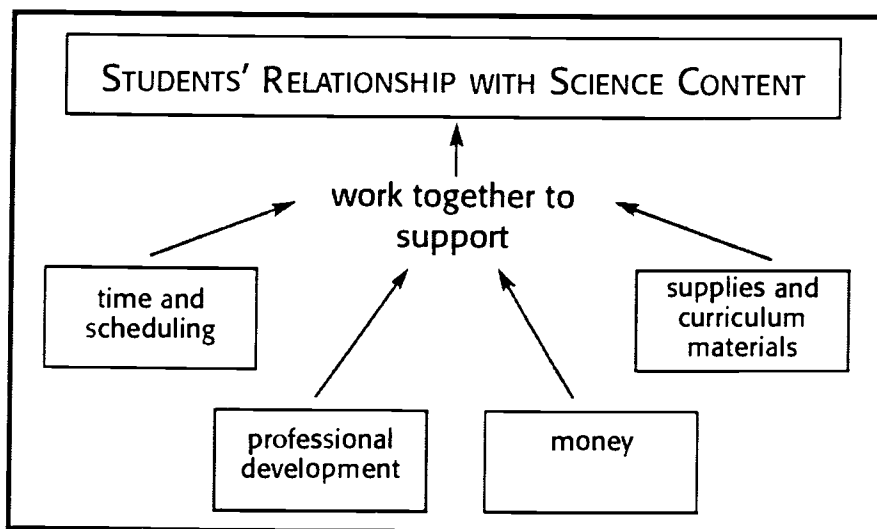 STUDENTS' RELATIONSHIP WITH SCIENCE CONTENT
work together to
support
time and
scheduling
supplies and
curriculum
materials
professional
development
money